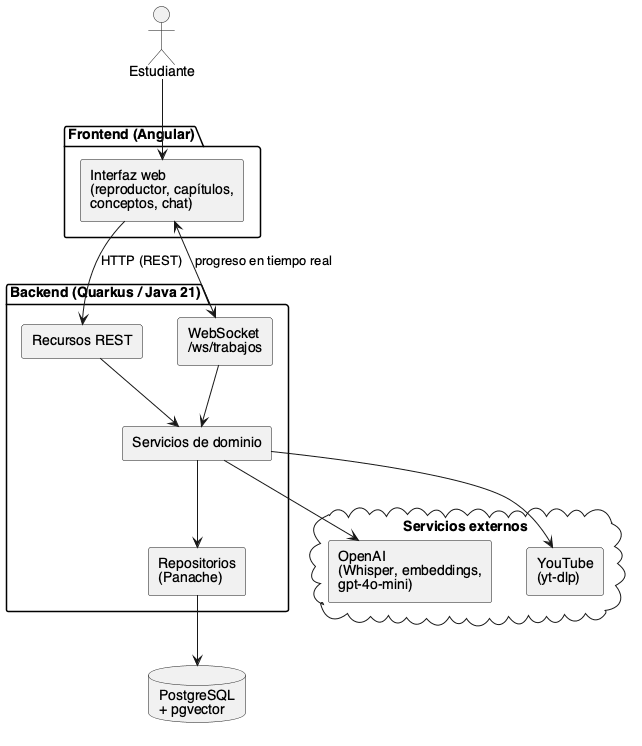 Estudiante
Frontend (Angular)
Interfaz web
(reproductor, capítulos,
conceptos, chat)
HTTP (REST)
progreso en tiempo real
Backend (Quarkus / Java 21)
Recursos REST
WebSocket
/ws/trabajos
Servicios de dominio
Servicios externos
Repositorios
(Panache)
OpenAI
(Whisper, embeddings,
gpt-4o-mini)
YouTube
(yt-dlp)
PostgreSQL
+ pgvector